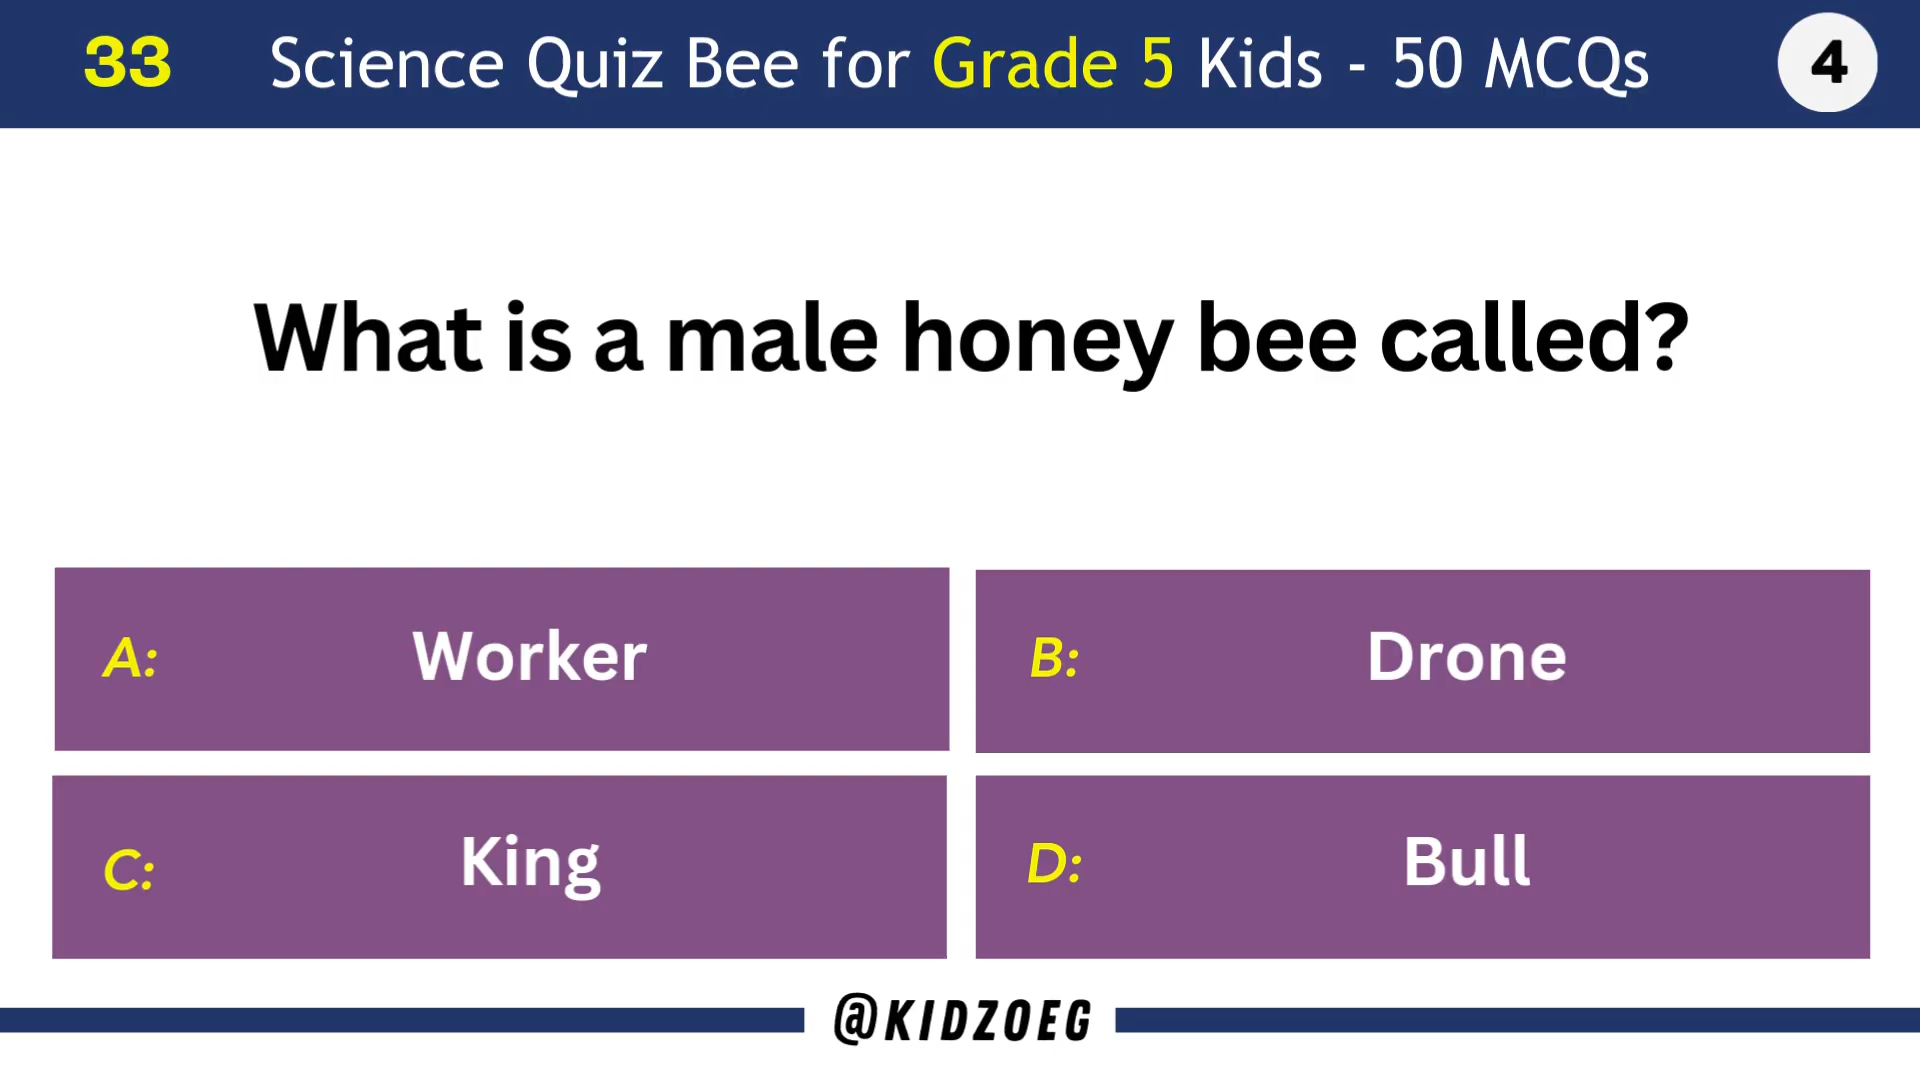 33 Science Quiz Bee for Grade 5 Kids - 50 MCQs 4
What is a male honey bee called?
A: Worker
B: Drone
C: King
D: Bull
@KIDZOEG